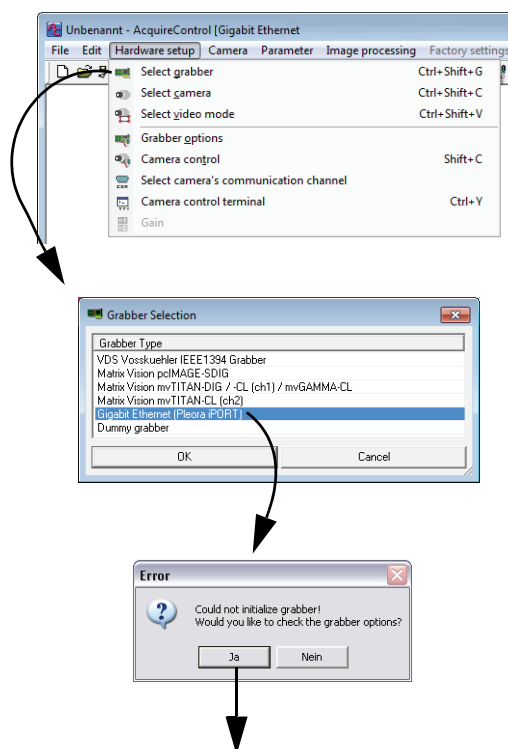 Unbenannt - AcquireControl [Gigabit Ethernet
File Edit Hardware setup Camera Parameter Image processing Factory settings
Select grabber Ctrl+Shift+G
Select camera Ctrl+Shift+C
Select video mode Ctrl+Shift+V
Grabber options
Camera control Shift+C
Select camera's communication channel
Camera control terminal Ctrl+Y
Gain
Grabber Selection
Grabber Type
VDS Vosskuehler IEEE1394 Grabber
Matrix Vision pcIMAGE-SDIG
Matrix Vision mvTITAN-DIG / -CL (ch1) / mvGAMMA-CL
Matrix Vision mvTITAN-CL (ch2)
Gigabit Ethernet (Pleora iPORT)
Dummy grabber
OK Cancel
Error
Could not initialize grabber!
Would you like to check the grabber options?
Ja Nein